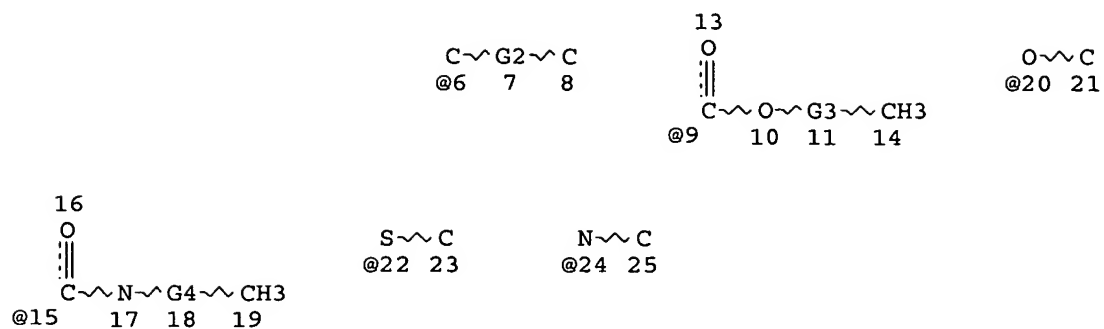 13
O
C G2 C
@6 7 8
O C
@20 21
C O G3 CH3
@9 10 11 14
16
O
S C
@22 23
N C
@24 25
C N G4 CH3
@15 17 18 19